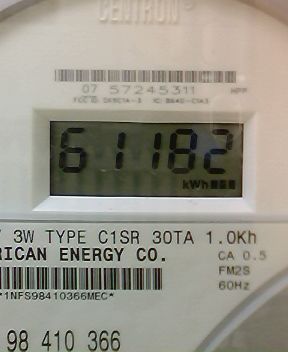 CENTRON
07 57245311
61182
kWh
3W TYPE C1SR 30TA 1.0Kh
RICAN ENERGY CO.
CA 0.5
FM2S
60Hz
*1NFS98410366MEC*
98 410 366